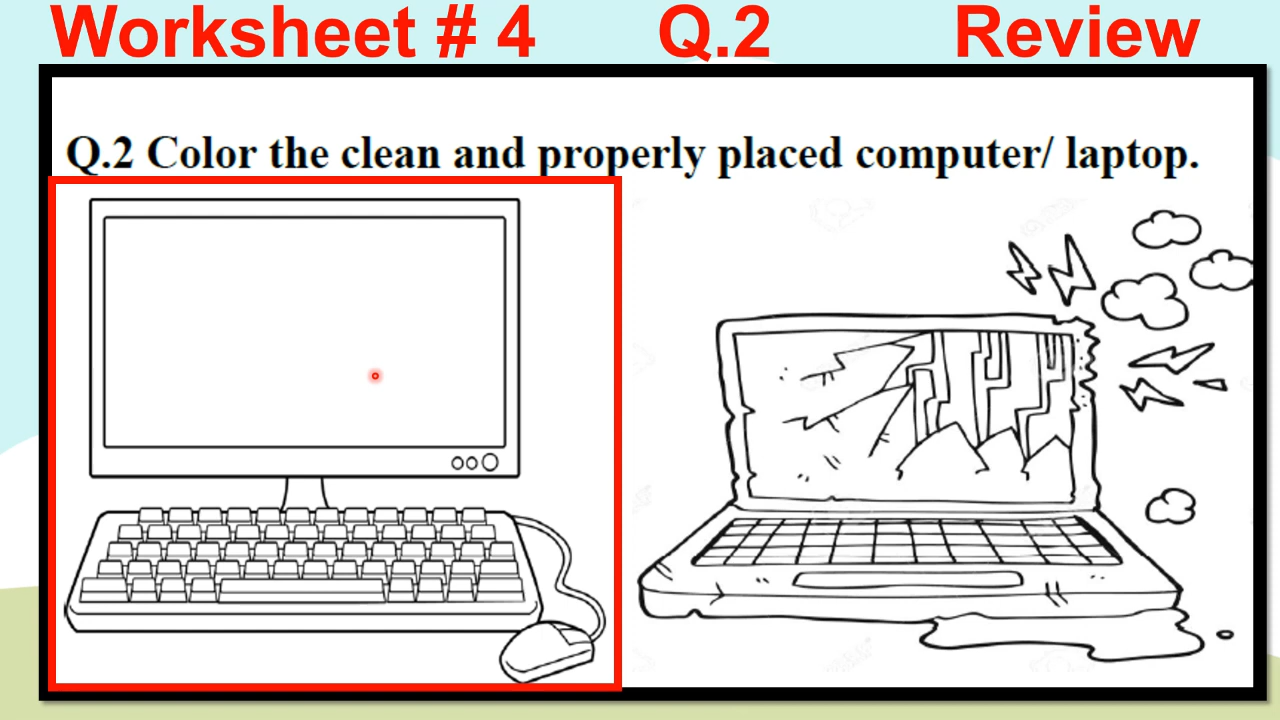 Worksheet # 4 Q.2 Review
Q.2 Color the clean and properly placed computer/ laptop.